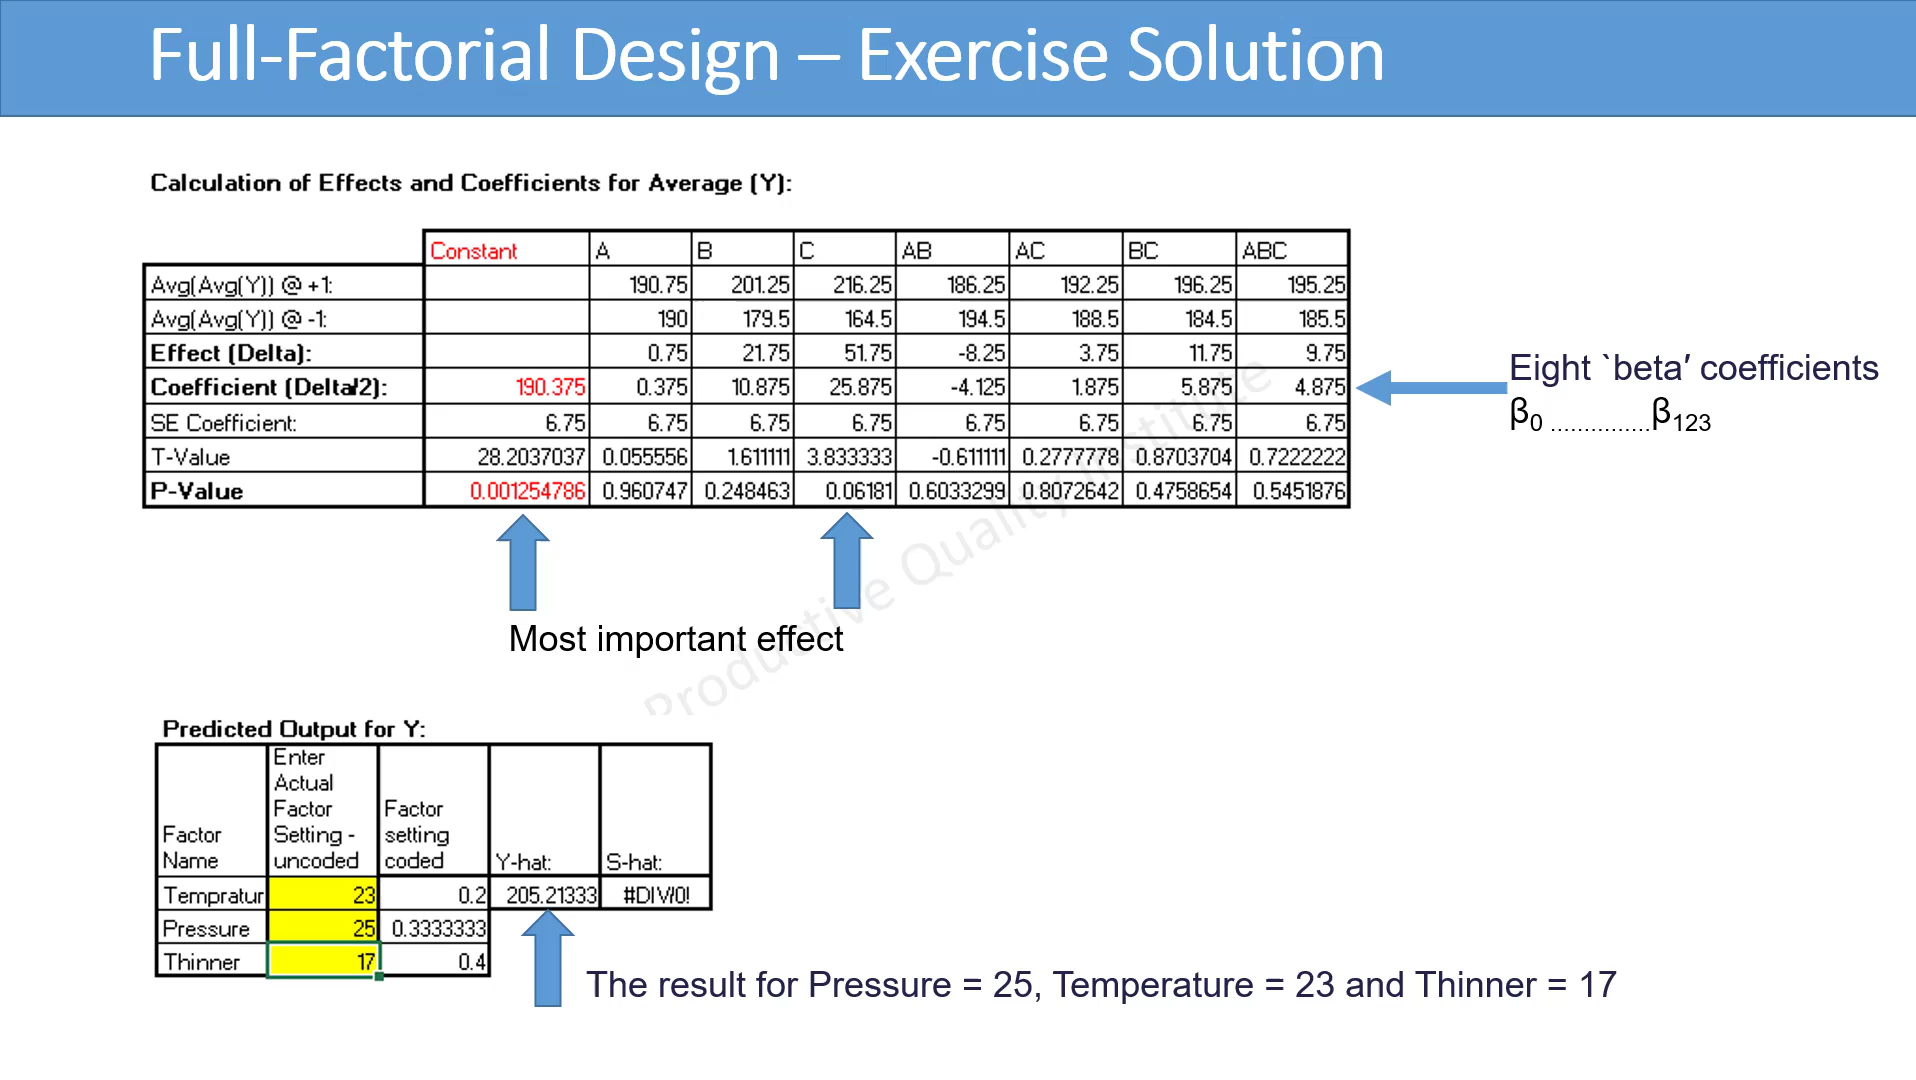 Full-Factorial Design – Exercise Solution
Calculation of Effects and Coefficients for Average (Y):
Constant A B C AB AC BC ABC
Avg(Avg(Y)) @ +1: 190.75 201.25 216.25 186.25 192.25 196.25 195.25
Avg(Avg(Y)) @ -1: 190 179.5 164.5 194.5 188.5 184.5 185.5
Effect (Delta): 0.75 21.75 51.75 -8.25 3.75 11.75 9.75
Coefficient (Delta/2): 190.375 0.375 10.875 25.875 -4.125 1.875 5.875 4.875
SE Coefficient: 6.75 6.75 6.75 6.75 6.75 6.75 6.75 6.75
T-Value 28.2037037 0.055556 1.611111 3.833333 -0.611111 0.2777778 0.8703704 0.7222222
P-Value 0.001254786 0.960747 0.248463 0.06181 0.6033299 0.8072642 0.4758654 0.5451876
Eight `beta′ coefficients
β0 ...............β123
Most important effect
Productive Quality Institute
Predicted Output for Y:
Factor Name
Enter Actual Factor Setting - uncoded
Factor setting coded
Y-hat:
S-hat:
Tempratur 23 0.2 205.21333 #DIV/0!
Pressure 25 0.3333333
Thinner 17 0.4
The result for Pressure = 25, Temperature = 23 and Thinner = 17